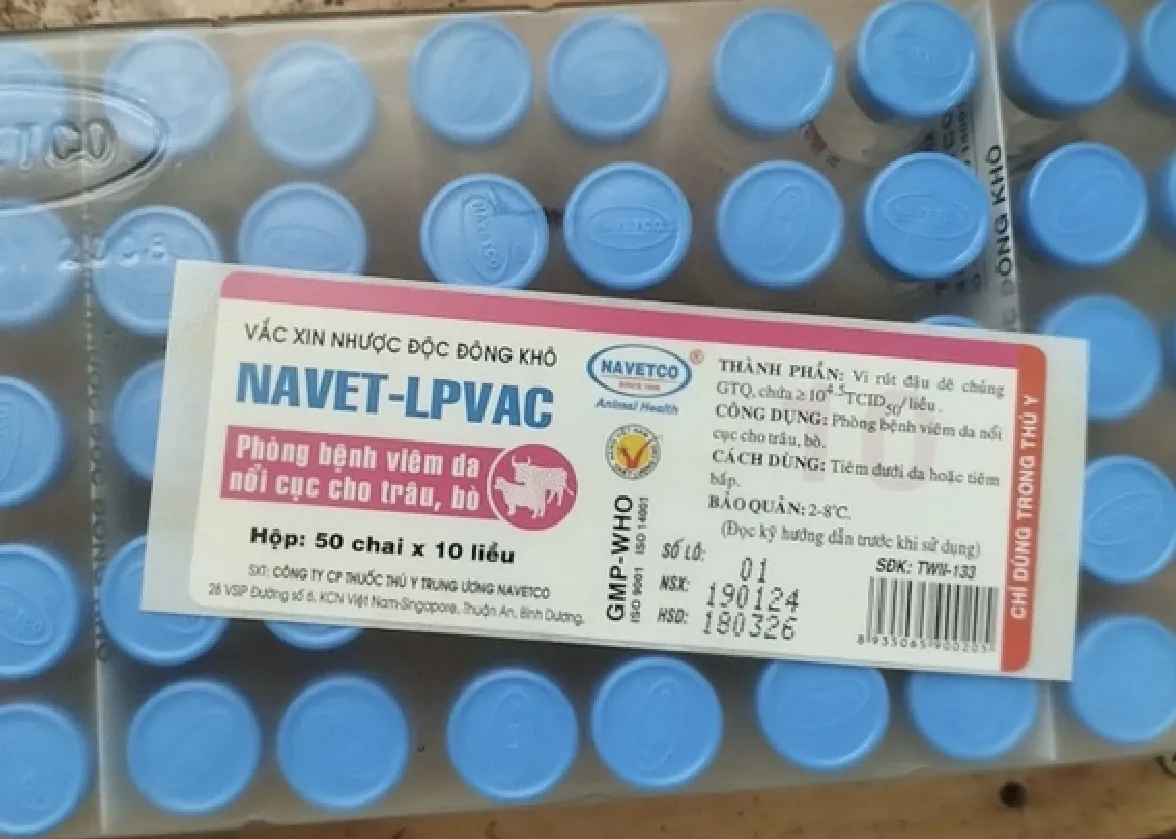 VẮC XIN NHƯỢC ĐỘC ĐÔNG KHÔ
NAVET-LPVAC
Phòng bệnh viêm da
nổi cục cho trâu, bò
Hộp: 50 chai x 10 liều
SX: CÔNG TY CP THUỐC THÚ Y TRUNG ƯƠNG NAVETCO
28 VSIP Đường số 6, KCN Việt Nam-Singapore, Thuận An, Bình Dương.
NAVETCO ®
Animal Health
GMP-WHO
ISO 9001 ISO 14001
THÀNH PHẦN: Vi rút đậu dê chủng
GTQ, chứa ≥ 10^4.5 TCID50/ liều.
CÔNG DỤNG: Phòng bệnh viêm da nổi
cục cho trâu, bò.
CÁCH DÙNG: Tiêm dưới da hoặc tiêm
bắp.
BẢO QUẢN: 2-8°C.
(Đọc kỹ hướng dẫn trước khi sử dụng)
SỐ LÔ: 01
NSX: 190124
HSD: 180326
SĐK: TWII-133
8 935065 900205
CHỈ DÙNG TRONG THÚ Y
NAVETCO
NAVETCO
ĐÔNG KHÔ